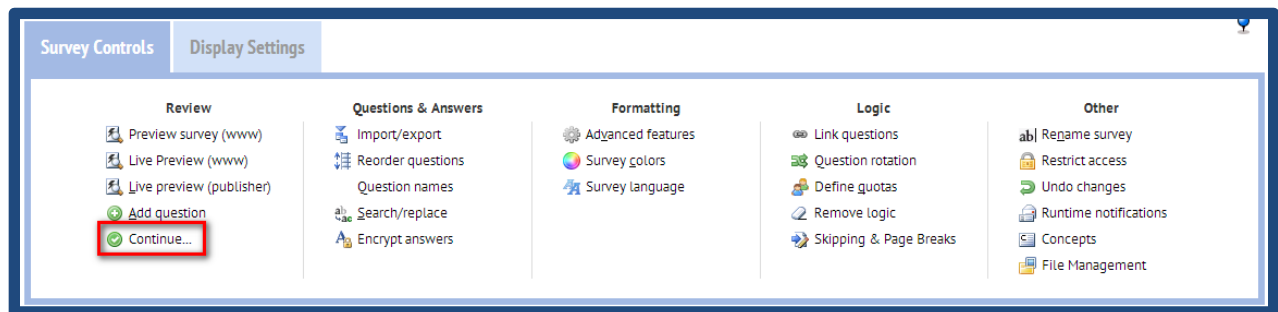 Survey Controls
Display Settings
Review
Preview survey (www)
Live Preview (www)
Live preview (publisher)
Add question
Continue...
Questions & Answers
Import/export
Reorder questions
Question names
Search/replace
Encrypt answers
Formatting
Advanced features
Survey colors
Survey language
Logic
Link questions
Question rotation
Define quotas
Remove logic
Skipping & Page Breaks
Other
Rename survey
Restrict access
Undo changes
Runtime notifications
Concepts
File Management